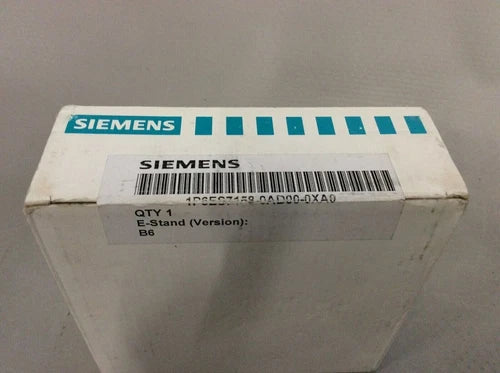 SIEMENS
SIEMENS
1P6ES7158-0AD00-0XA0
QTY 1
E-Stand (Version):
B6